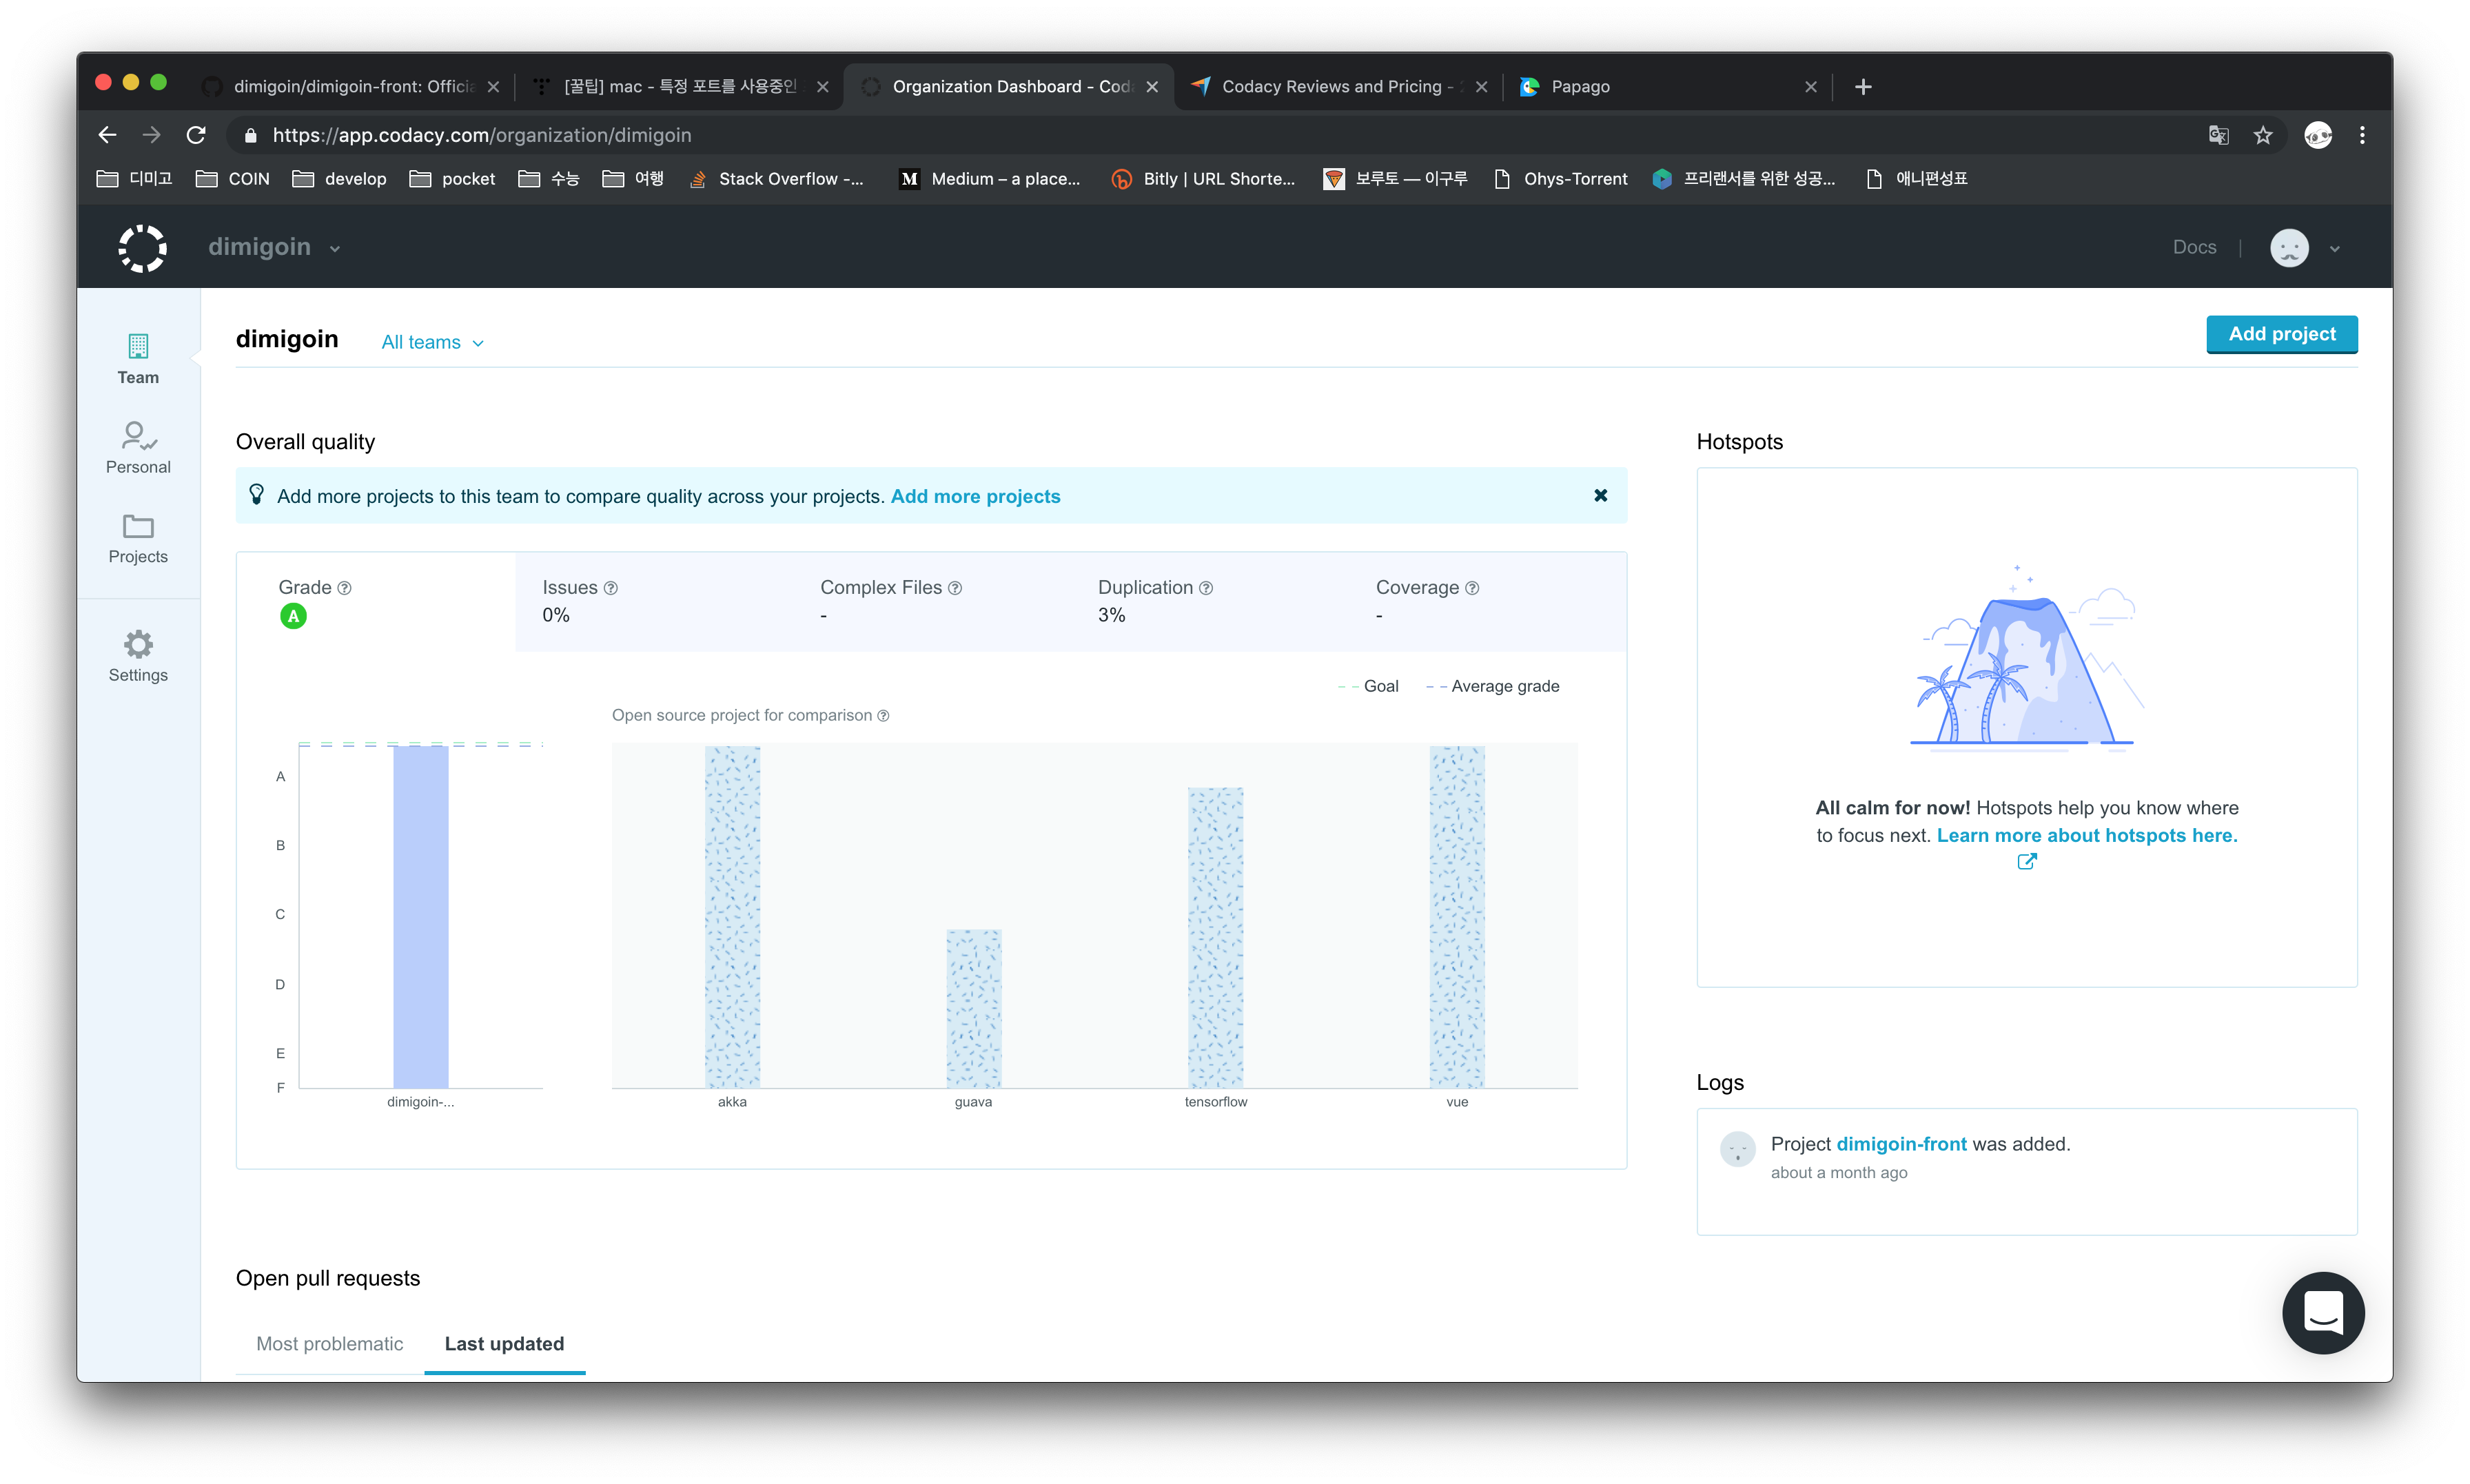 dimigoin/dimigoin-front: Officia
[꿀팁] mac - 특정 포트를 사용중인
Organization Dashboard - Coda
Codacy Reviews and Pricing - 2
Papago
https://app.codacy.com/organization/dimigoin
디미고
COIN
develop
pocket
수능
여행
Stack Overflow -...
M
Medium – a place...
Bitly | URL Shorte...
보루토 — 이구루
Ohys-Torrent
프리랜서를 위한 성공...
애니편성표
dimigoin
Docs
Team
Personal
Projects
Settings
dimigoin
All teams
Add project
Overall quality
Add more projects to this team to compare quality across your projects. Add more projects
Grade
A
Issues
0%
Complex Files
-
Duplication
3%
Coverage
-
Goal
Average grade
Open source project for comparison
A
B
C
D
E
F
dimigoin-...
akka
guava
tensorflow
vue
Hotspots
All calm for now! Hotspots help you know where
to focus next. Learn more about hotspots here.
Logs
Project dimigoin-front was added.
about a month ago
Open pull requests
Most problematic
Last updated